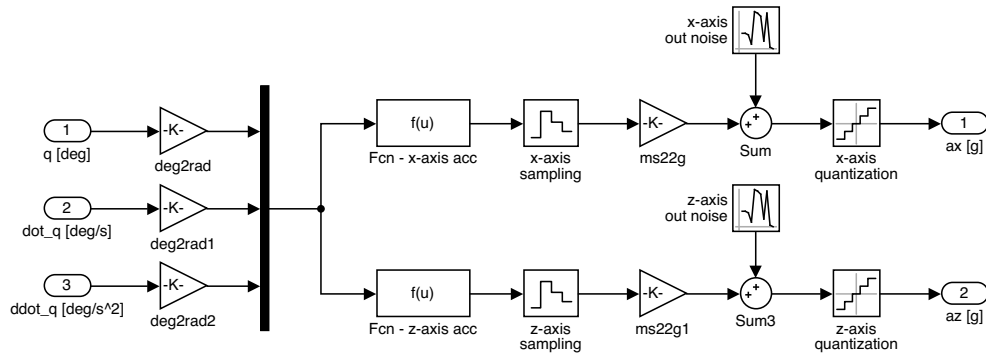 x-axis
out noise
1
q [deg]
-K-
deg2rad
f(u)
Fcn - x-axis acc
x-axis
sampling
-K-
ms22g
+
+
Sum
x-axis
quantization
1
ax [g]
2
dot_q [deg/s]
-K-
deg2rad1
z-axis
out noise
3
ddot_q [deg/s^2]
-K-
deg2rad2
f(u)
Fcn - z-axis acc
z-axis
sampling
-K-
ms22g1
+
+
Sum3
z-axis
quantization
2
az [g]